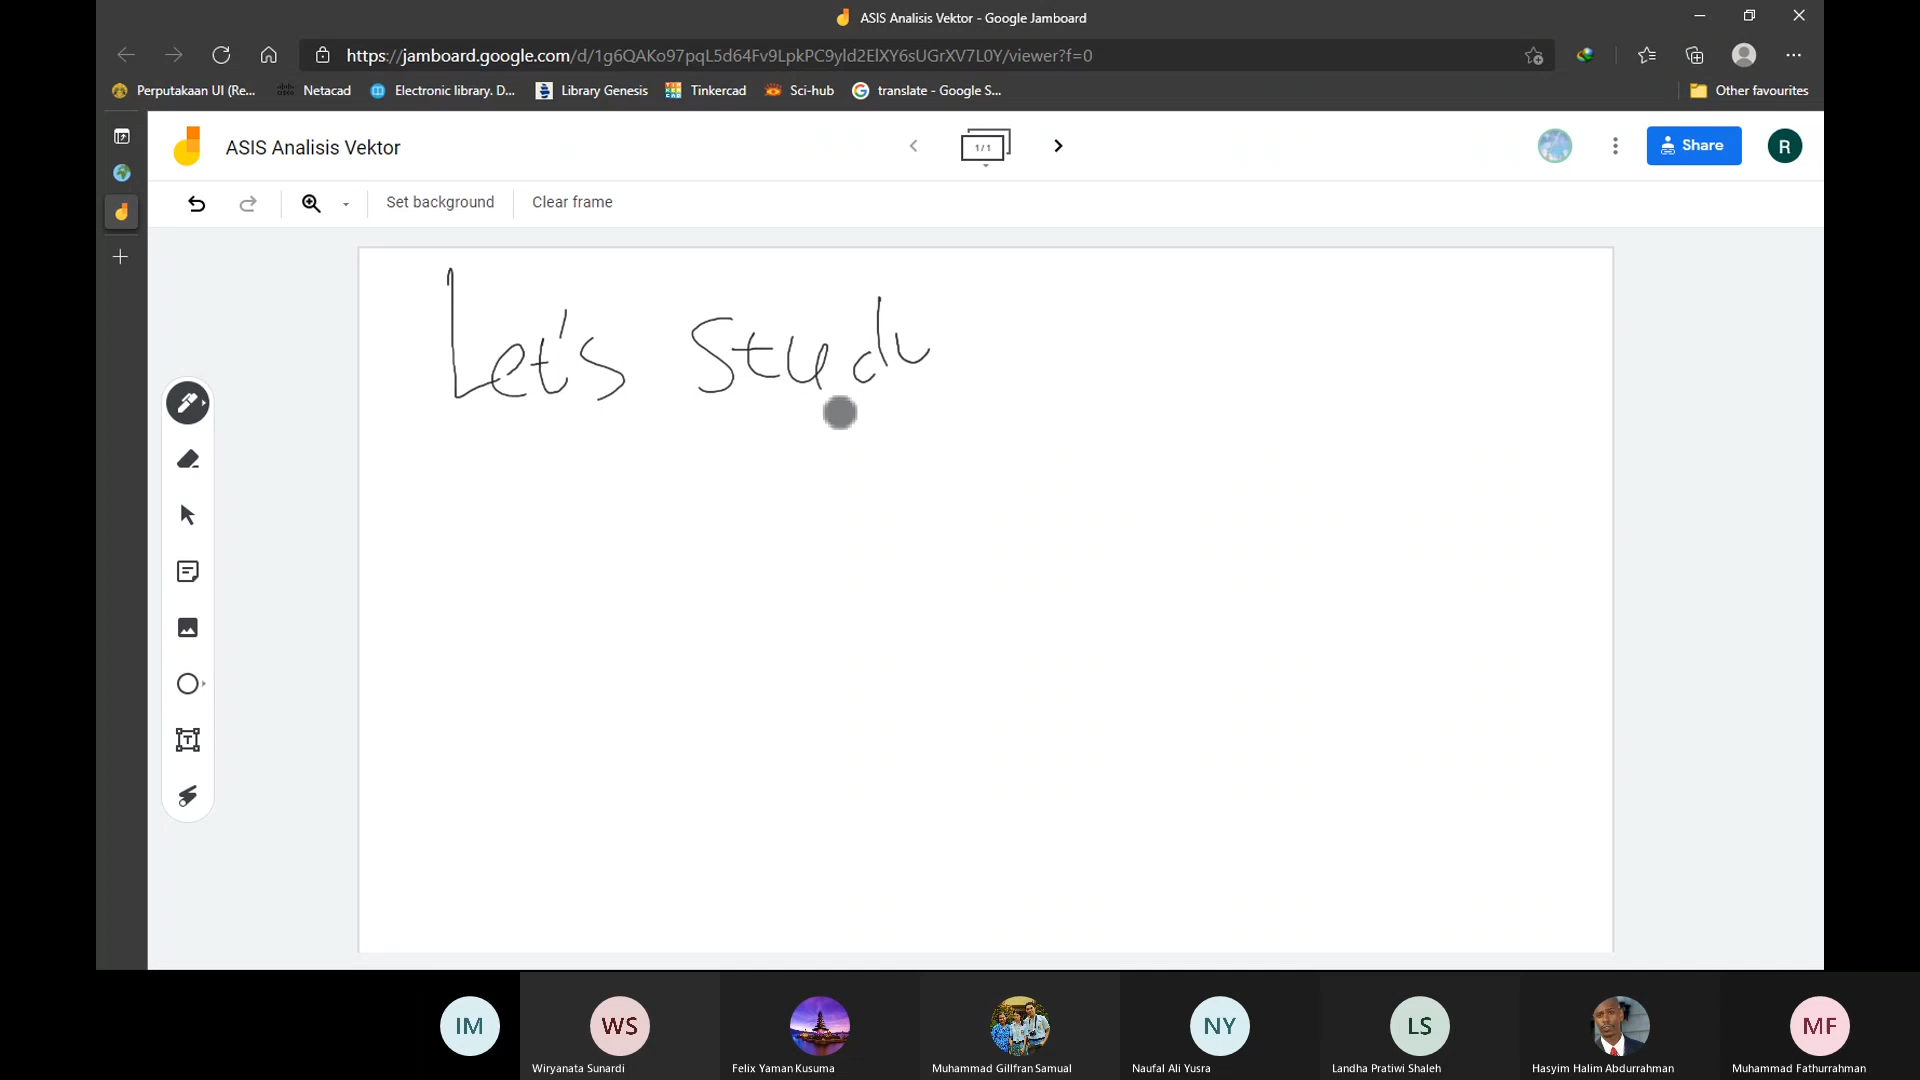 ASIS Analisis Vektor - Google Jamboard
https://jamboard.google.com/d/1g6QAKo97pqL5d64Fv9LpkPC9yld2ElXY6sUGrXV7L0Y/viewer?f=0
Perputakaan UI (Re... Netacad Electronic library. D... Library Genesis Tinkercad Sci-hub translate - Google S... Other favourites
ASIS Analisis Vektor 1/1 Share R
Set background Clear frame
Let's Stud
IM WS NY LS MF
Wiryanata Sunardi Felix Yaman Kusuma Muhammad Gillfran Samual Naufal Ali Yusra Landha Pratiwi Shaleh Hasyim Halim Abdurrahman Muhammad Fathurrahman